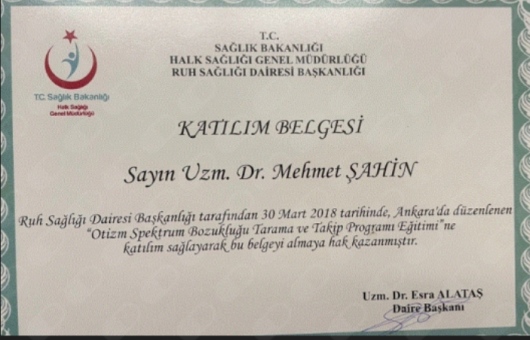 T.C.
SAĞLIK BAKANLIĞI
HALK SAĞLIĞI GENEL MÜDÜRLÜĞÜ
RUH SAĞLIĞI DAİRESİ BAŞKANLIĞI
T.C. Sağlık Bakanlığı
Halk Sağlığı
Genel Müdürlüğü
KATILIM BELGESİ
Sayın Uzm. Dr. Mehmet ŞAHİN
Ruh Sağlığı Dairesi Başkanlığı tarafından 30 Mart 2018 tarihinde, Ankara'da düzenlenen
"Otizm Spektrum Bozukluğu Tarama ve Takip Programı Eğitimi"ne
katılım sağlayarak bu belgeyi almaya hak kazanmıştır.
Uzm. Dr. Esra ALATAŞ
Daire Başkanı